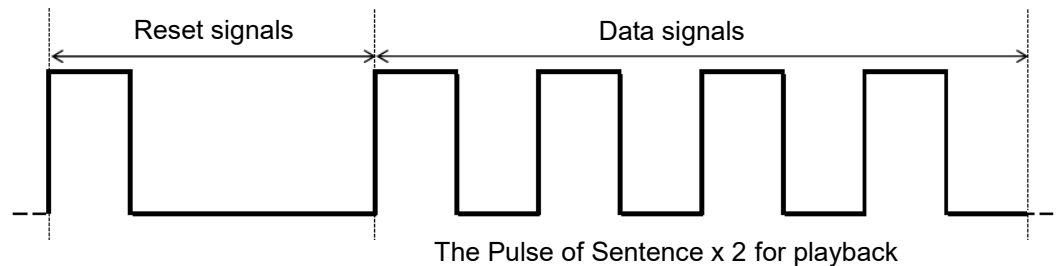 Reset signals
Data signals
The Pulse of Sentence x 2 for playback